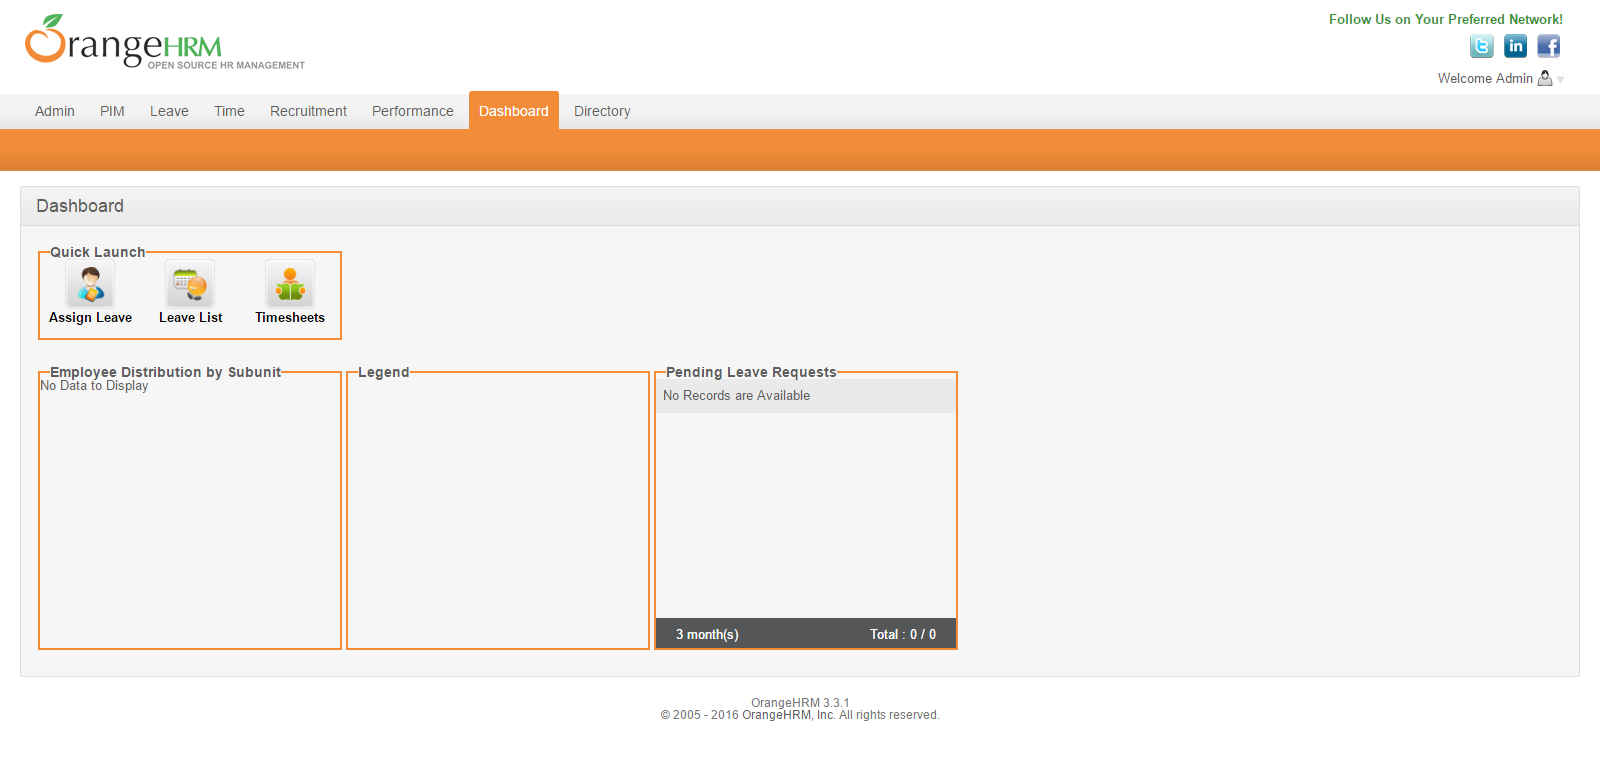 Follow Us on Your Preferred Network!
OrangeHRM
OPEN SOURCE HR MANAGEMENT
t in f
Welcome Admin
Admin PIM Leave Time Recruitment Performance Dashboard Directory
Dashboard
Quick Launch
Assign Leave Leave List Timesheets
Employee Distribution by Subunit Legend Pending Leave Requests
No Data to Display
No Records are Available
3 month(s) Total : 0 / 0
OrangeHRM 3.3.1
© 2005 - 2016 OrangeHRM, Inc. All rights reserved.